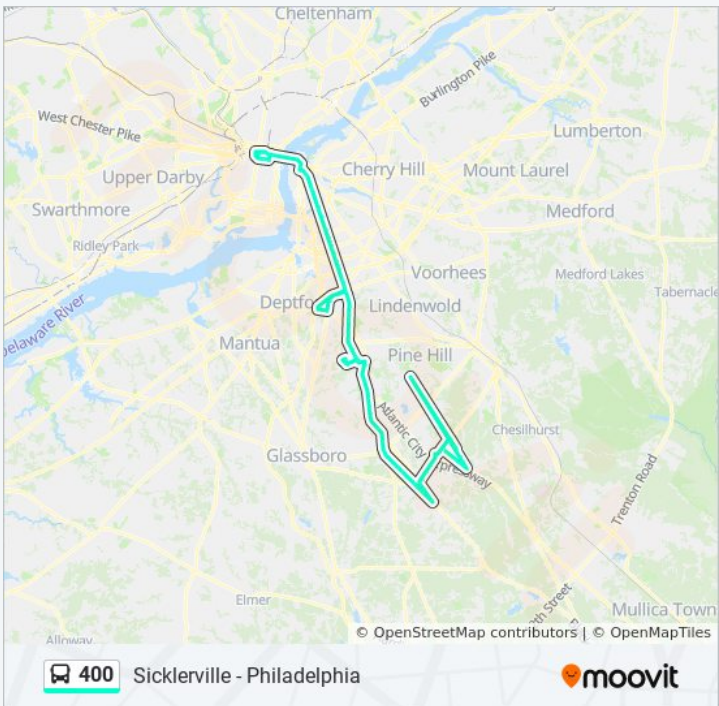 Cheltenham
Burlington Pike
West Chester Pike
Lumberton
Cherry Hill
Mount Laurel
Upper Darby
Swarthmore
Medford
Ridley Park
Voorhees
Medford Lakes
Tabernacle
Deptfo
Lindenwold
Delaware River
Mantua
Pine Hill
Atlantic City Expressway
Chesilhurst
Glassboro
Trenton Road
Elmer
Mullica Town
Alloway
© OpenStreetMap contributors | © OpenMapTiles
400 Sicklerville - Philadelphia
moovit